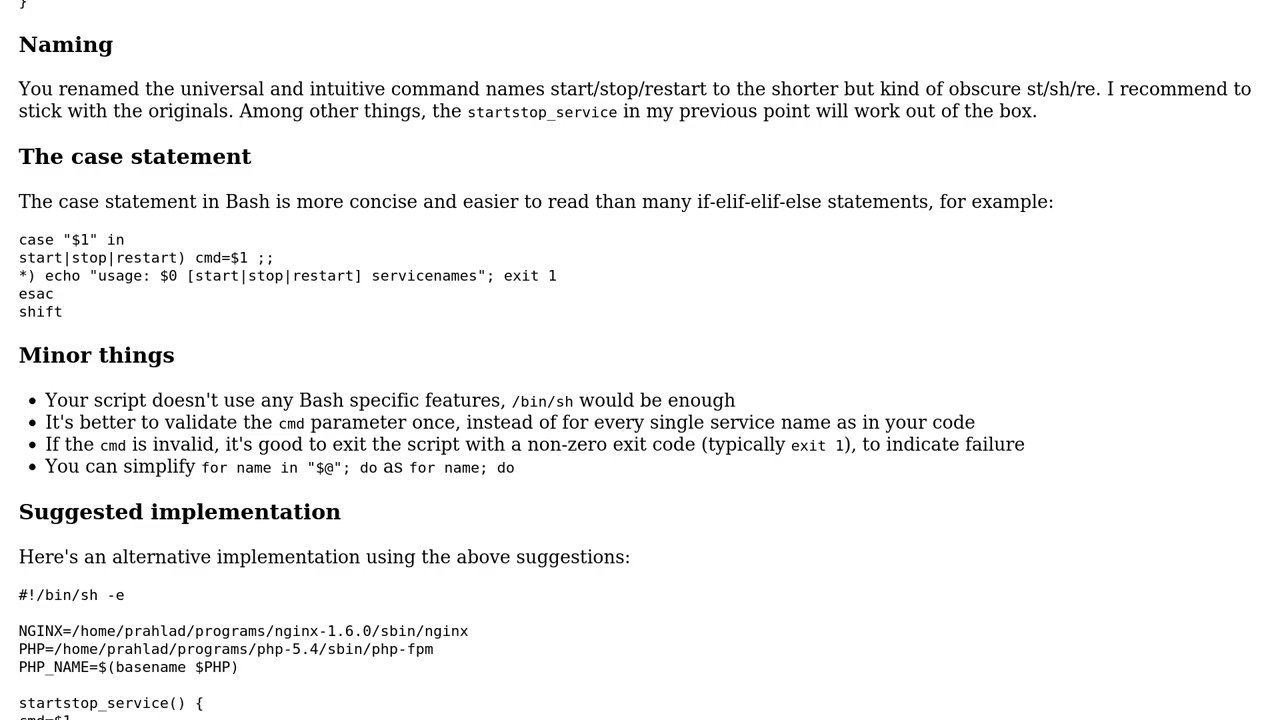 }
Naming
You renamed the universal and intuitive command names start/stop/restart to the shorter but kind of obscure st/sh/re. I recommend to
stick with the originals. Among other things, the startstop_service in my previous point will work out of the box.
The case statement
The case statement in Bash is more concise and easier to read than many if-elif-elif-else statements, for example:
case "$1" in
start|stop|restart) cmd=$1 ;;
*) echo "usage: $0 [start|stop|restart] servicenames"; exit 1
esac
shift
Minor things
• Your script doesn't use any Bash specific features, /bin/sh would be enough
• It's better to validate the cmd parameter once, instead of for every single service name as in your code
• If the cmd is invalid, it's good to exit the script with a non-zero exit code (typically exit 1), to indicate failure
• You can simplify for name in "$@"; do as for name; do
Suggested implementation
Here's an alternative implementation using the above suggestions:
#!/bin/sh -e
NGINX=/home/prahlad/programs/nginx-1.6.0/sbin/nginx
PHP=/home/prahlad/programs/php-5.4/sbin/php-fpm
PHP_NAME=$(basename $PHP)
startstop_service() {
cmd=$1